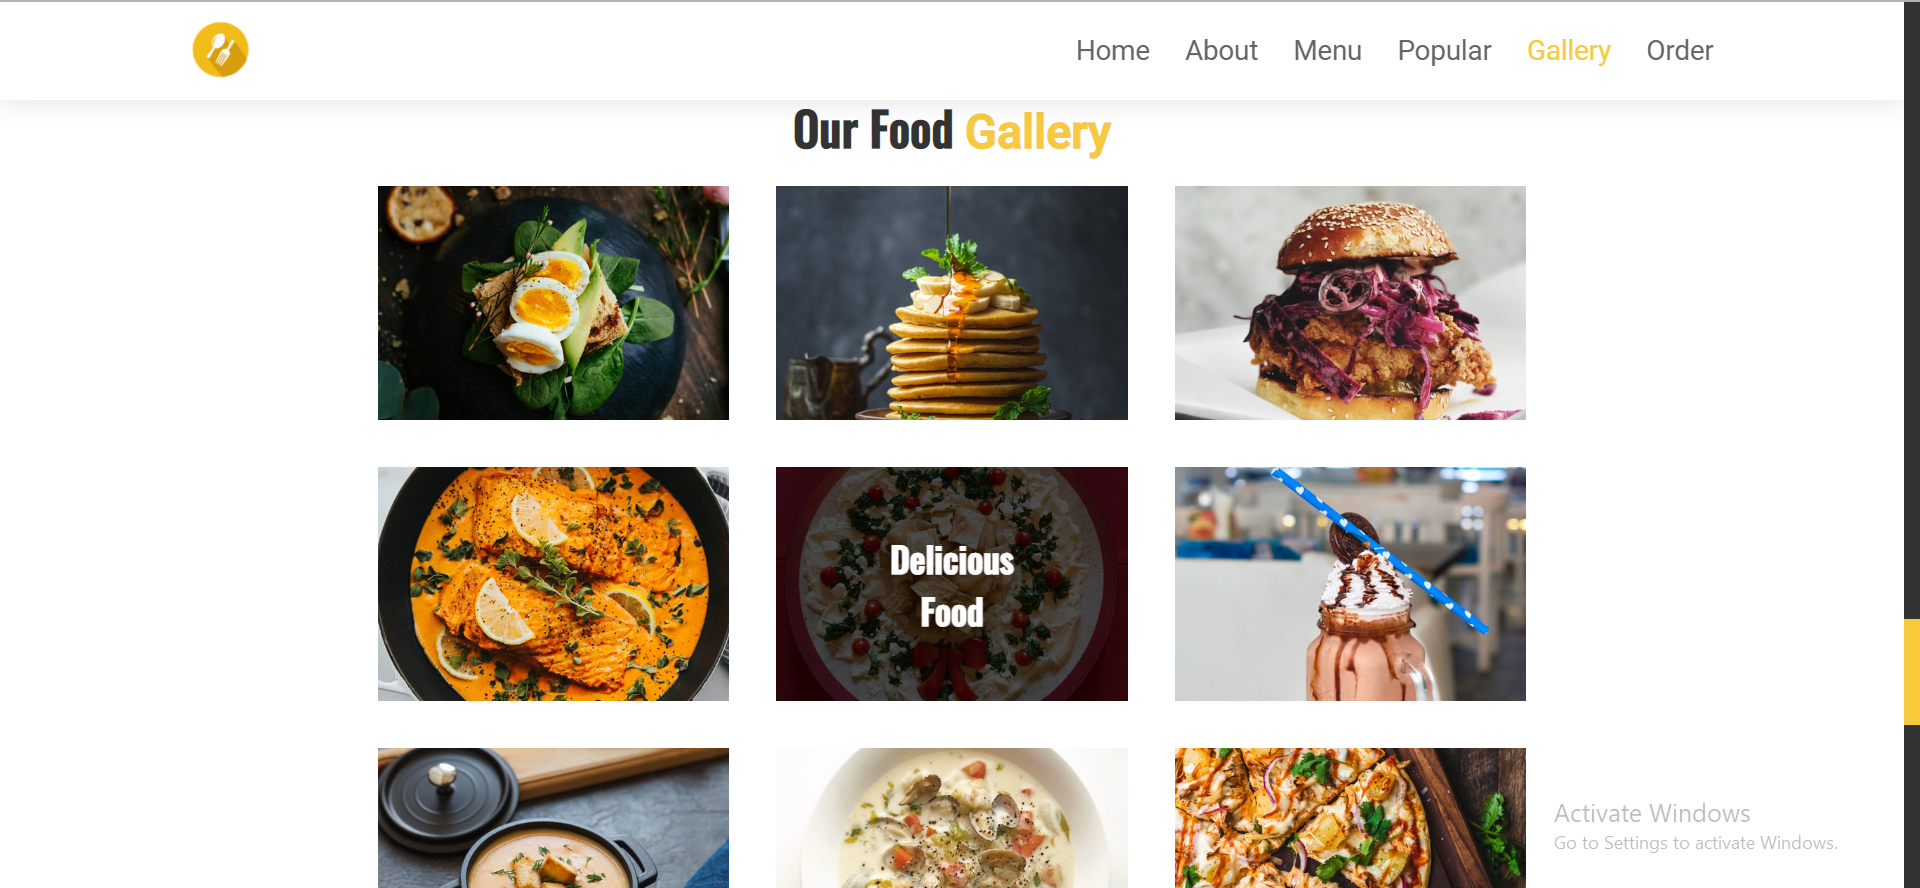 Home About Menu Popular Gallery Order
Our Food Gallery
Delicious
Food
Activate Windows
Go to Settings to activate Windows.